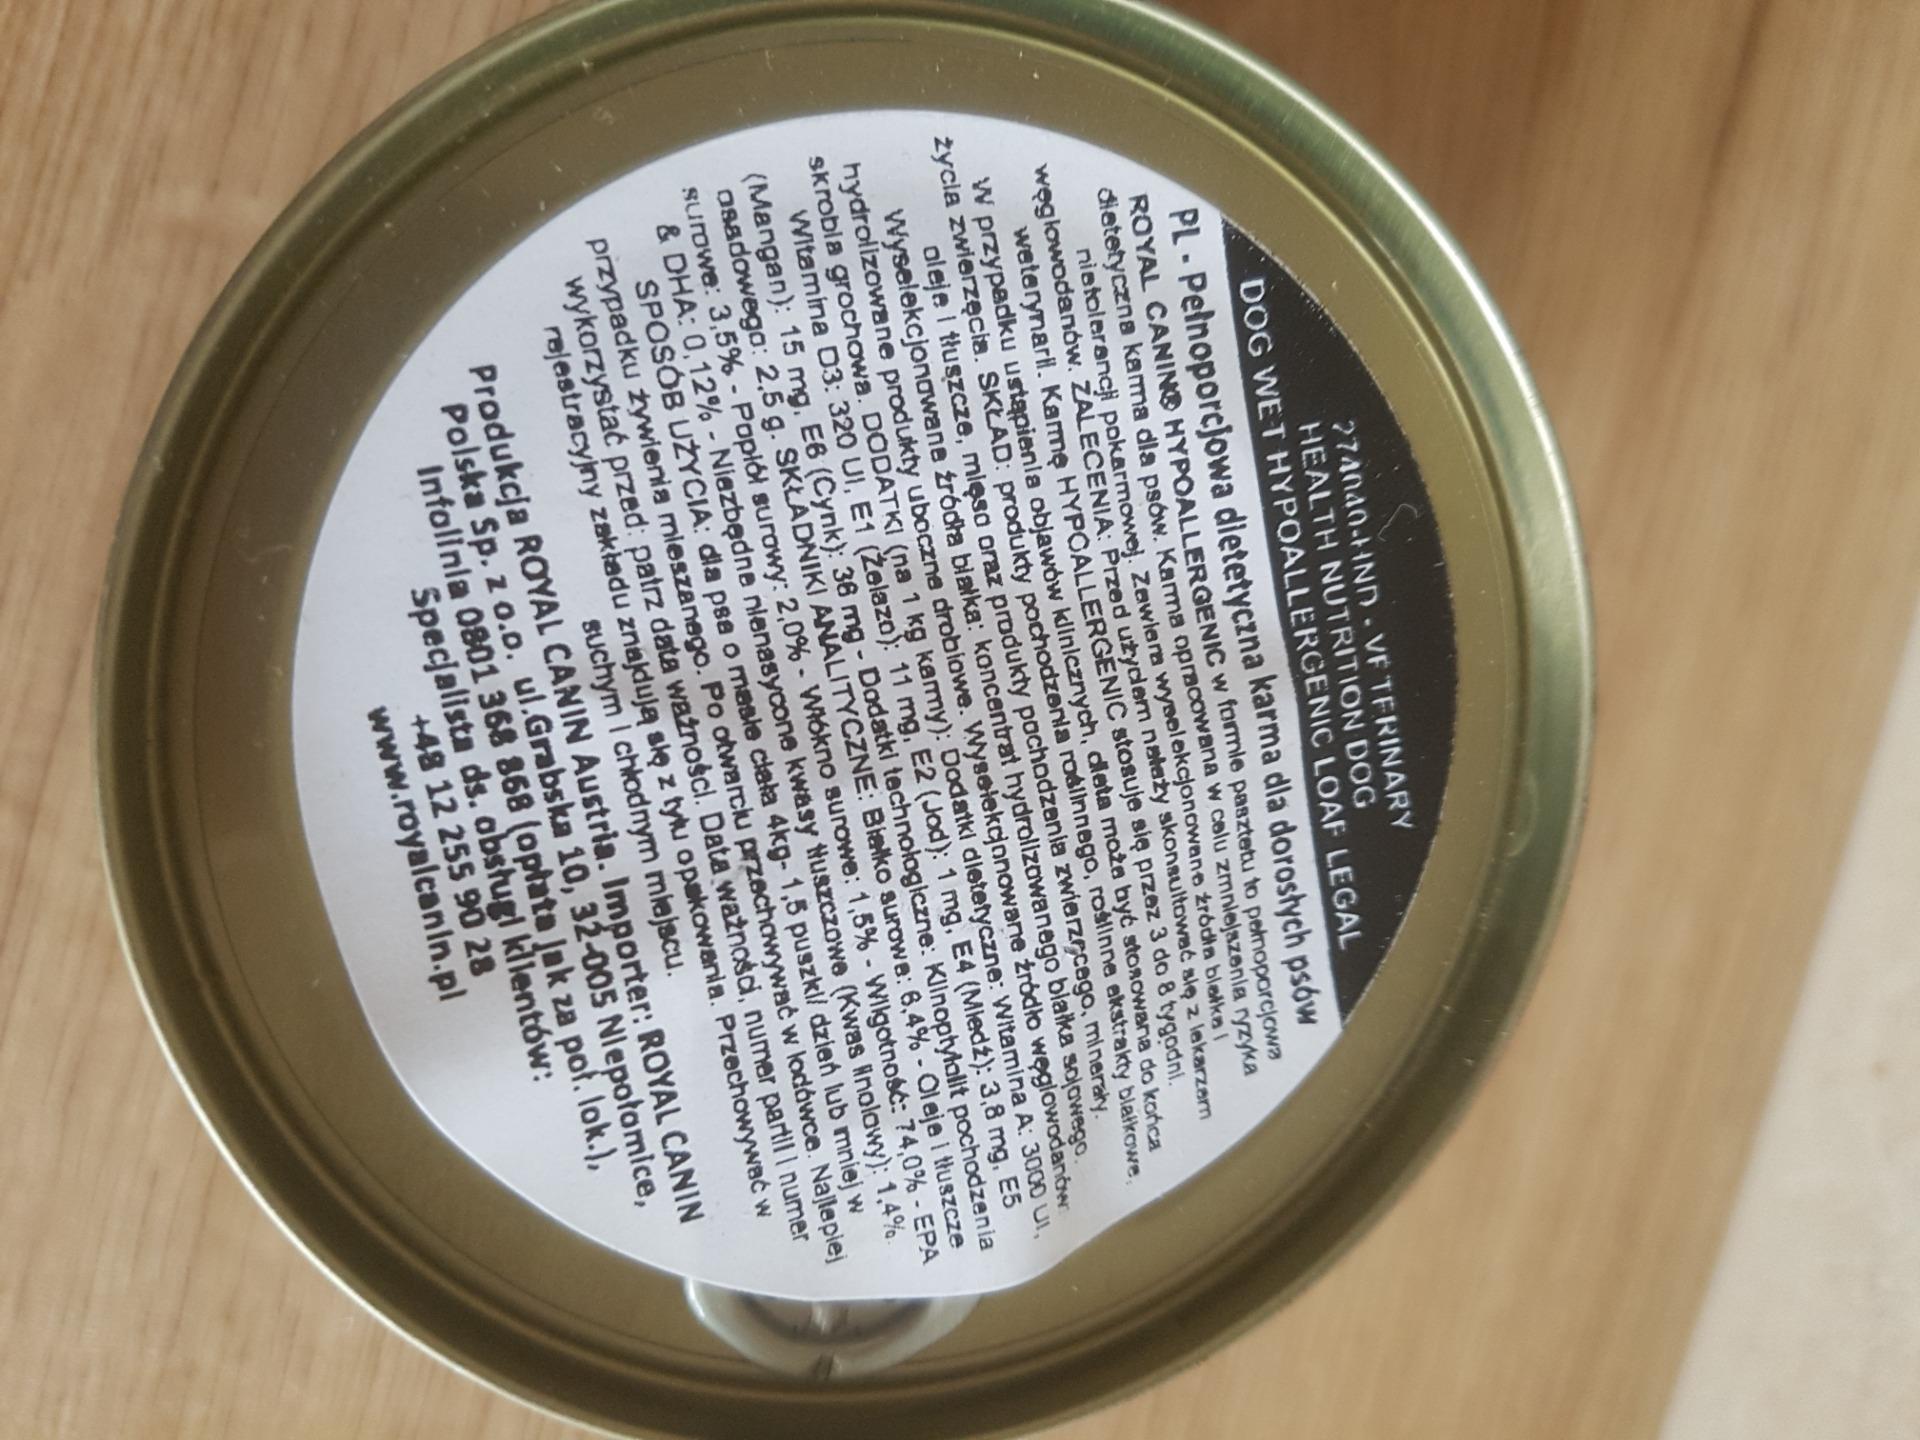 277040-HND - VETERINARY
HEALTH NUTRITION DOG
DOG WET HYPOALLERGENIC LOAF LEGAL
PL - Pełnoporcjowa dietetyczna karma dla dorosłych psów
ROYAL CANIN® HYPOALLERGENIC w formie pasztetu to pełnoporcjowa
dietetyczna karma dla psów. Karma opracowana w celu zmniejszenia ryzyka
nietolerancji pokarmowej. Zawiera wyselekcjonowane źródła białka i
węglowodanów. ZALECENIA: Przed użyciem należy skonsultować się z lekarzem
weterynarii. Karmę HYPOALLERGENIC stosuje się przez 3 do 8 tygodni.
W przypadku ustąpienia objawów klinicznych, dieta może być stosowana do końca
życia zwierzęcia. SKŁAD: produkty pochodzenia roślinnego, roślinne ekstrakty białkowe,
oleje i tłuszcze, mięso oraz produkty pochodzenia zwierzęcego, minerały.
Wyselekcjonowane źródła białka: koncentrat hydrolizowanego białka sojowego.
hydrolizowane produkty uboczne drobiowe. Wyselekcjonowane źródło węglowodanów:
skrobia grochowa. DODATKI (na 1 kg karmy): Dodatki dietetyczne: Witamina A: 3000 UI,
Witamina D3: 320 UI, E1 (Żelazo): 11 mg, E2 (Jod): 1 mg, E4 (Miedź): 3,8 mg, E5
(Mangan): 15 mg, E6 (Cynk): 36 mg - Dodatki technologiczne: Klinoptylolit pochodzenia
osadowego: 2,5 g. SKŁADNIKI ANALITYCZNE: Białko surowe: 6,4% - Oleje i tłuszcze
surowe: 3,5% - Popiół surowy: 2,0% - Włókno surowe: 1,5% - Wilgotność: 74,0% - EPA
& DHA: 0,12% - Niezbędne nienasycone kwasy tłuszczowe (Kwas linolowy): 1,4%.
SPOSÓB UŻYCIA: dla psa o masie ciała 4kg- 1,5 puszki/ dzień lub mniej w
przypadku żywienia mieszanego. Po otwarciu przechowywać w lodówce. Najlepiej
wykorzystać przed: patrz data ważności. Data ważności, numer partii i numer
rejestracyjny zakładu znajdują się z tyłu opakowania. Przechowywać w
suchym i chłodnym miejscu.
Produkcja ROYAL CANIN Austria. Importer: ROYAL CANIN
Polska Sp. z o.o. ul.Grabska 10, 32-005 Niepołomice,
Infolinia 0801 368 868 (opłata jak za poł. lok.),
Specjalista ds. obsługi klientów:
+48 12 255 90 28
www.royalcanin.pl